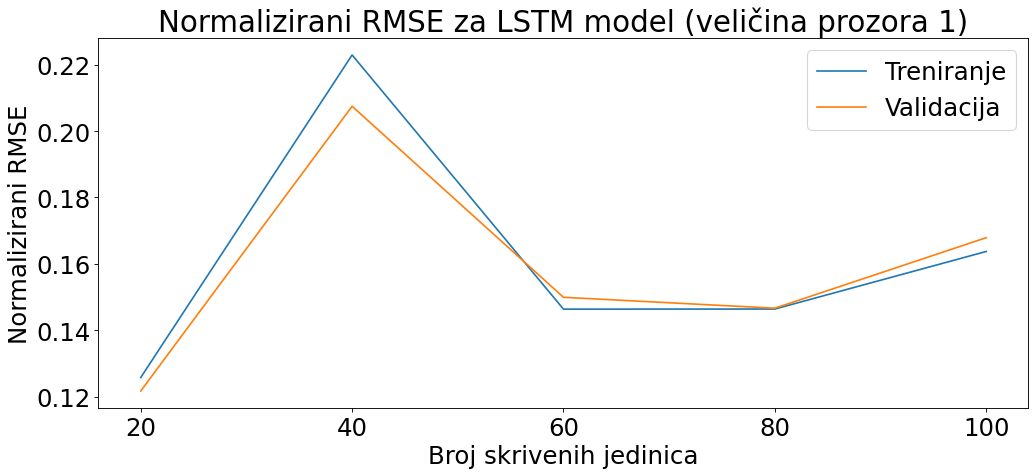 Normalizirani RMSE za LSTM model (veličina prozora 1)
Treniranje
Validacija
Normalizirani RMSE
0.22
0.20
0.18
0.16
0.14
0.12
20 40 60 80 100
Broj skrivenih jedinica